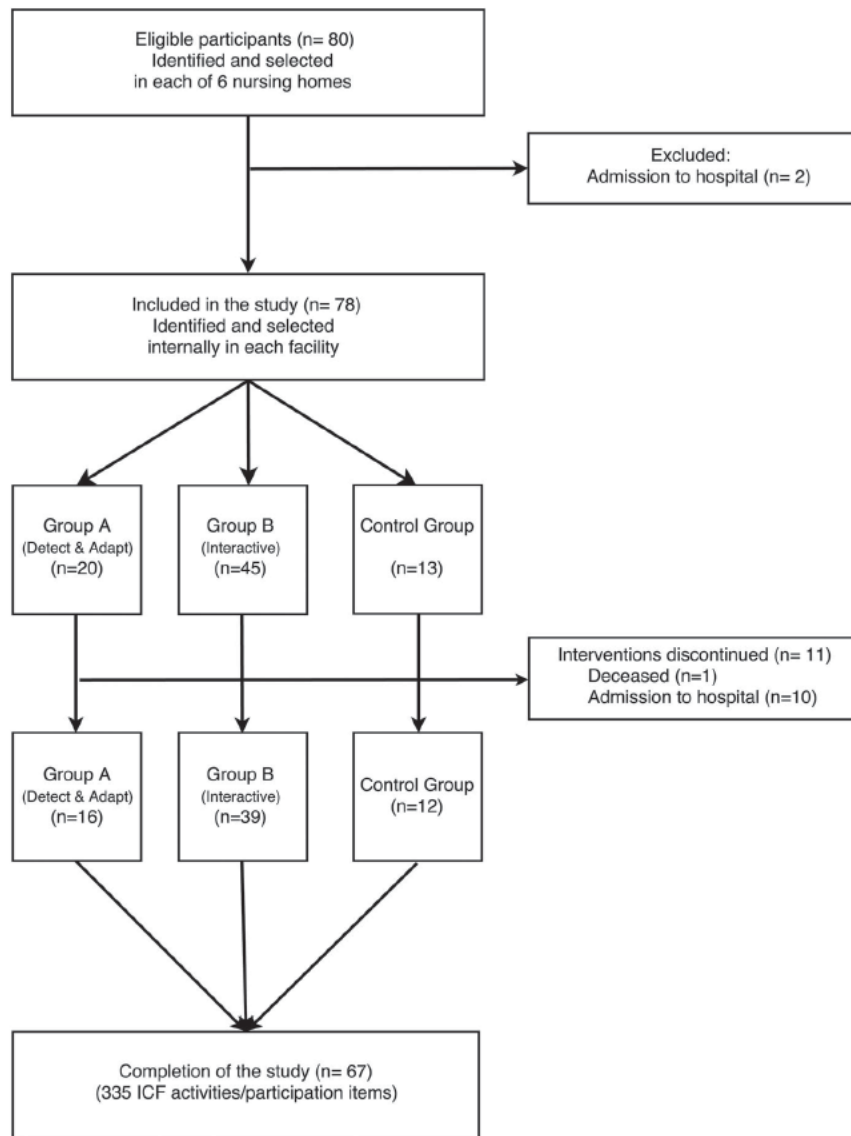 Eligible participants (n= 80)
Identified and selected
in each of 6 nursing homes
Excluded:
Admission to hospital (n= 2)
Included in the study (n= 78)
Identified and selected
internally in each facility
Group A
(Detect & Adapt)
(n=20)
Group B
(Interactive)
(n=45)
Control Group
(n=13)
Interventions discontinued (n= 11)
Deceased (n=1)
Admission to hospital (n=10)
Group A
(Detect & Adapt)
(n=16)
Group B
(Interactive)
(n=39)
Control Group
(n=12)
Completion of the study (n= 67)
(335 ICF activities/participation items)